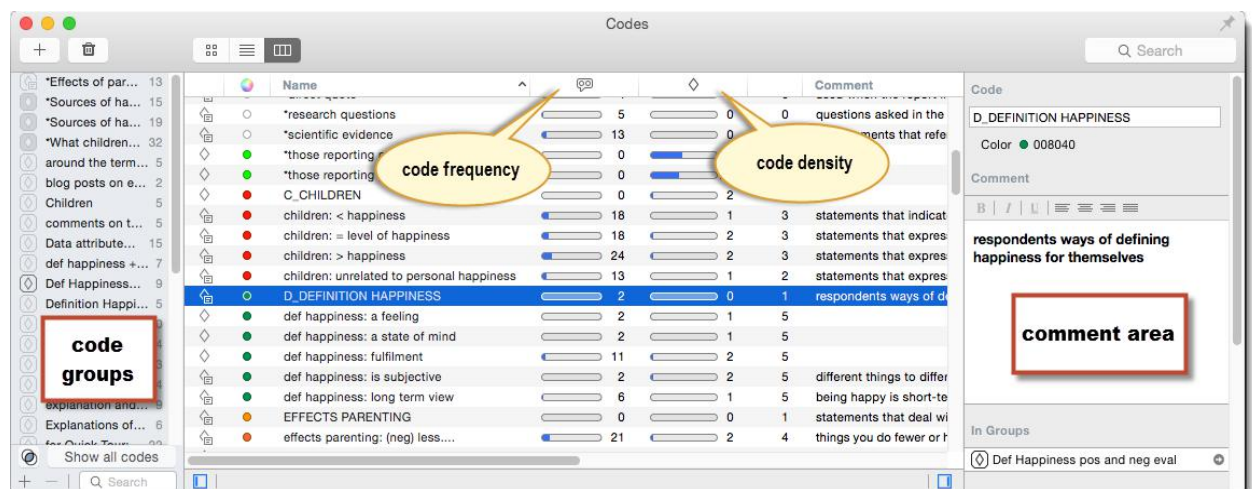 Codes
Search
*Effects of par... 13
*Sources of ha... 15
*Sources of ha... 19
*What children... 32
around the term... 5
blog posts on e... 2
Children 5
comments on t... 5
Data attribute... 15
def happiness +... 7
Def Happiness... 9
Definition Happi... 5
code groups
explanation and... 9
Explanations of... 6
Show all codes
Search
Name Comment
*research questions 5 0 0 questions asked in the
*scientific evidence 13 0
*those reporting 0
*those reporting 0
C_CHILDREN 0 2
children: < happiness 18 1 3 statements that indicat
children: = level of happiness 18 2 3 statements that expres
children: > happiness 24 2 3 statements that expres
children: unrelated to personal happiness 13 1 2 statements that expres
D_DEFINITION HAPPINESS 2 0 1 respondents ways of de
def happiness: a feeling 2 1 5
def happiness: a state of mind 2 1 5
def happiness: fulfilment 11 2 5
def happiness: is subjective 2 2 5 different things to differ
def happiness: long term view 6 1 5 being happy is short-te
EFFECTS PARENTING 0 0 1 statements that deal wi
effects parenting: (neg) less.... 21 2 4 things you do fewer or h
code frequency
code density
Code
D_DEFINITION HAPPINESS
Color 008040
Comment
B I U
respondents ways of defining
happiness for themselves
comment area
In Groups
Def Happiness pos and neg eval